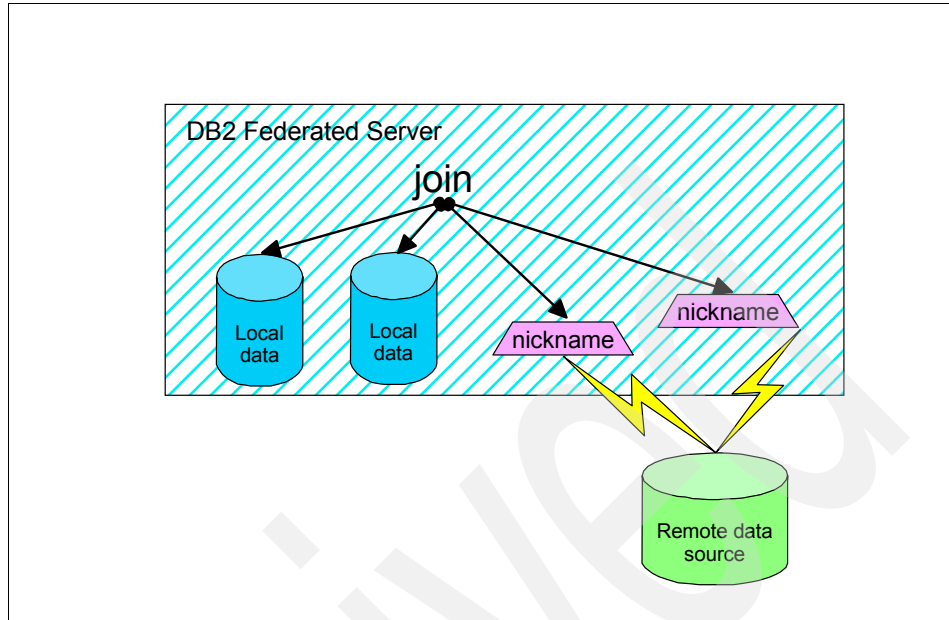 DB2 Federated Server
join
Local
data
Local
data
nickname
nickname
Remote data
source